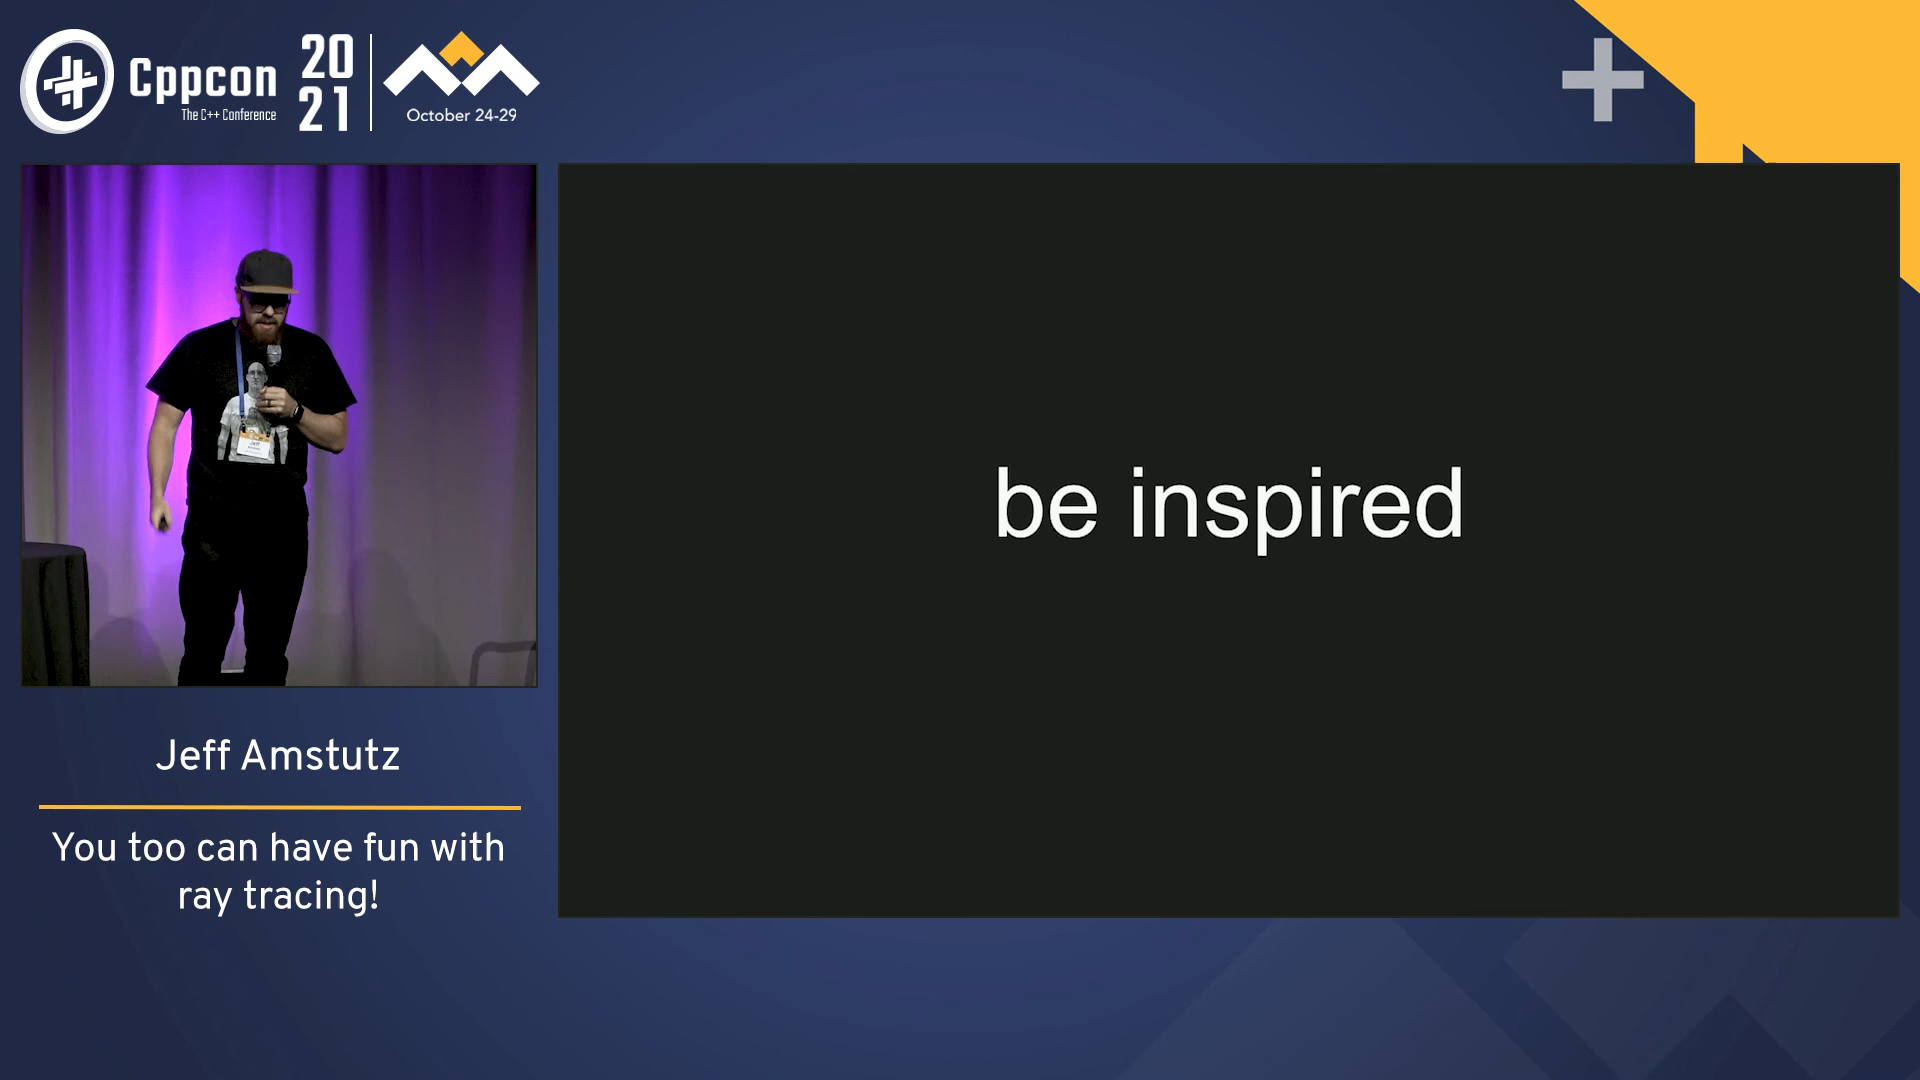 Cppcon
The C++ Conference
20
21
October 24-29
Jeff
be inspired
Jeff Amstutz
You too can have fun with
ray tracing!